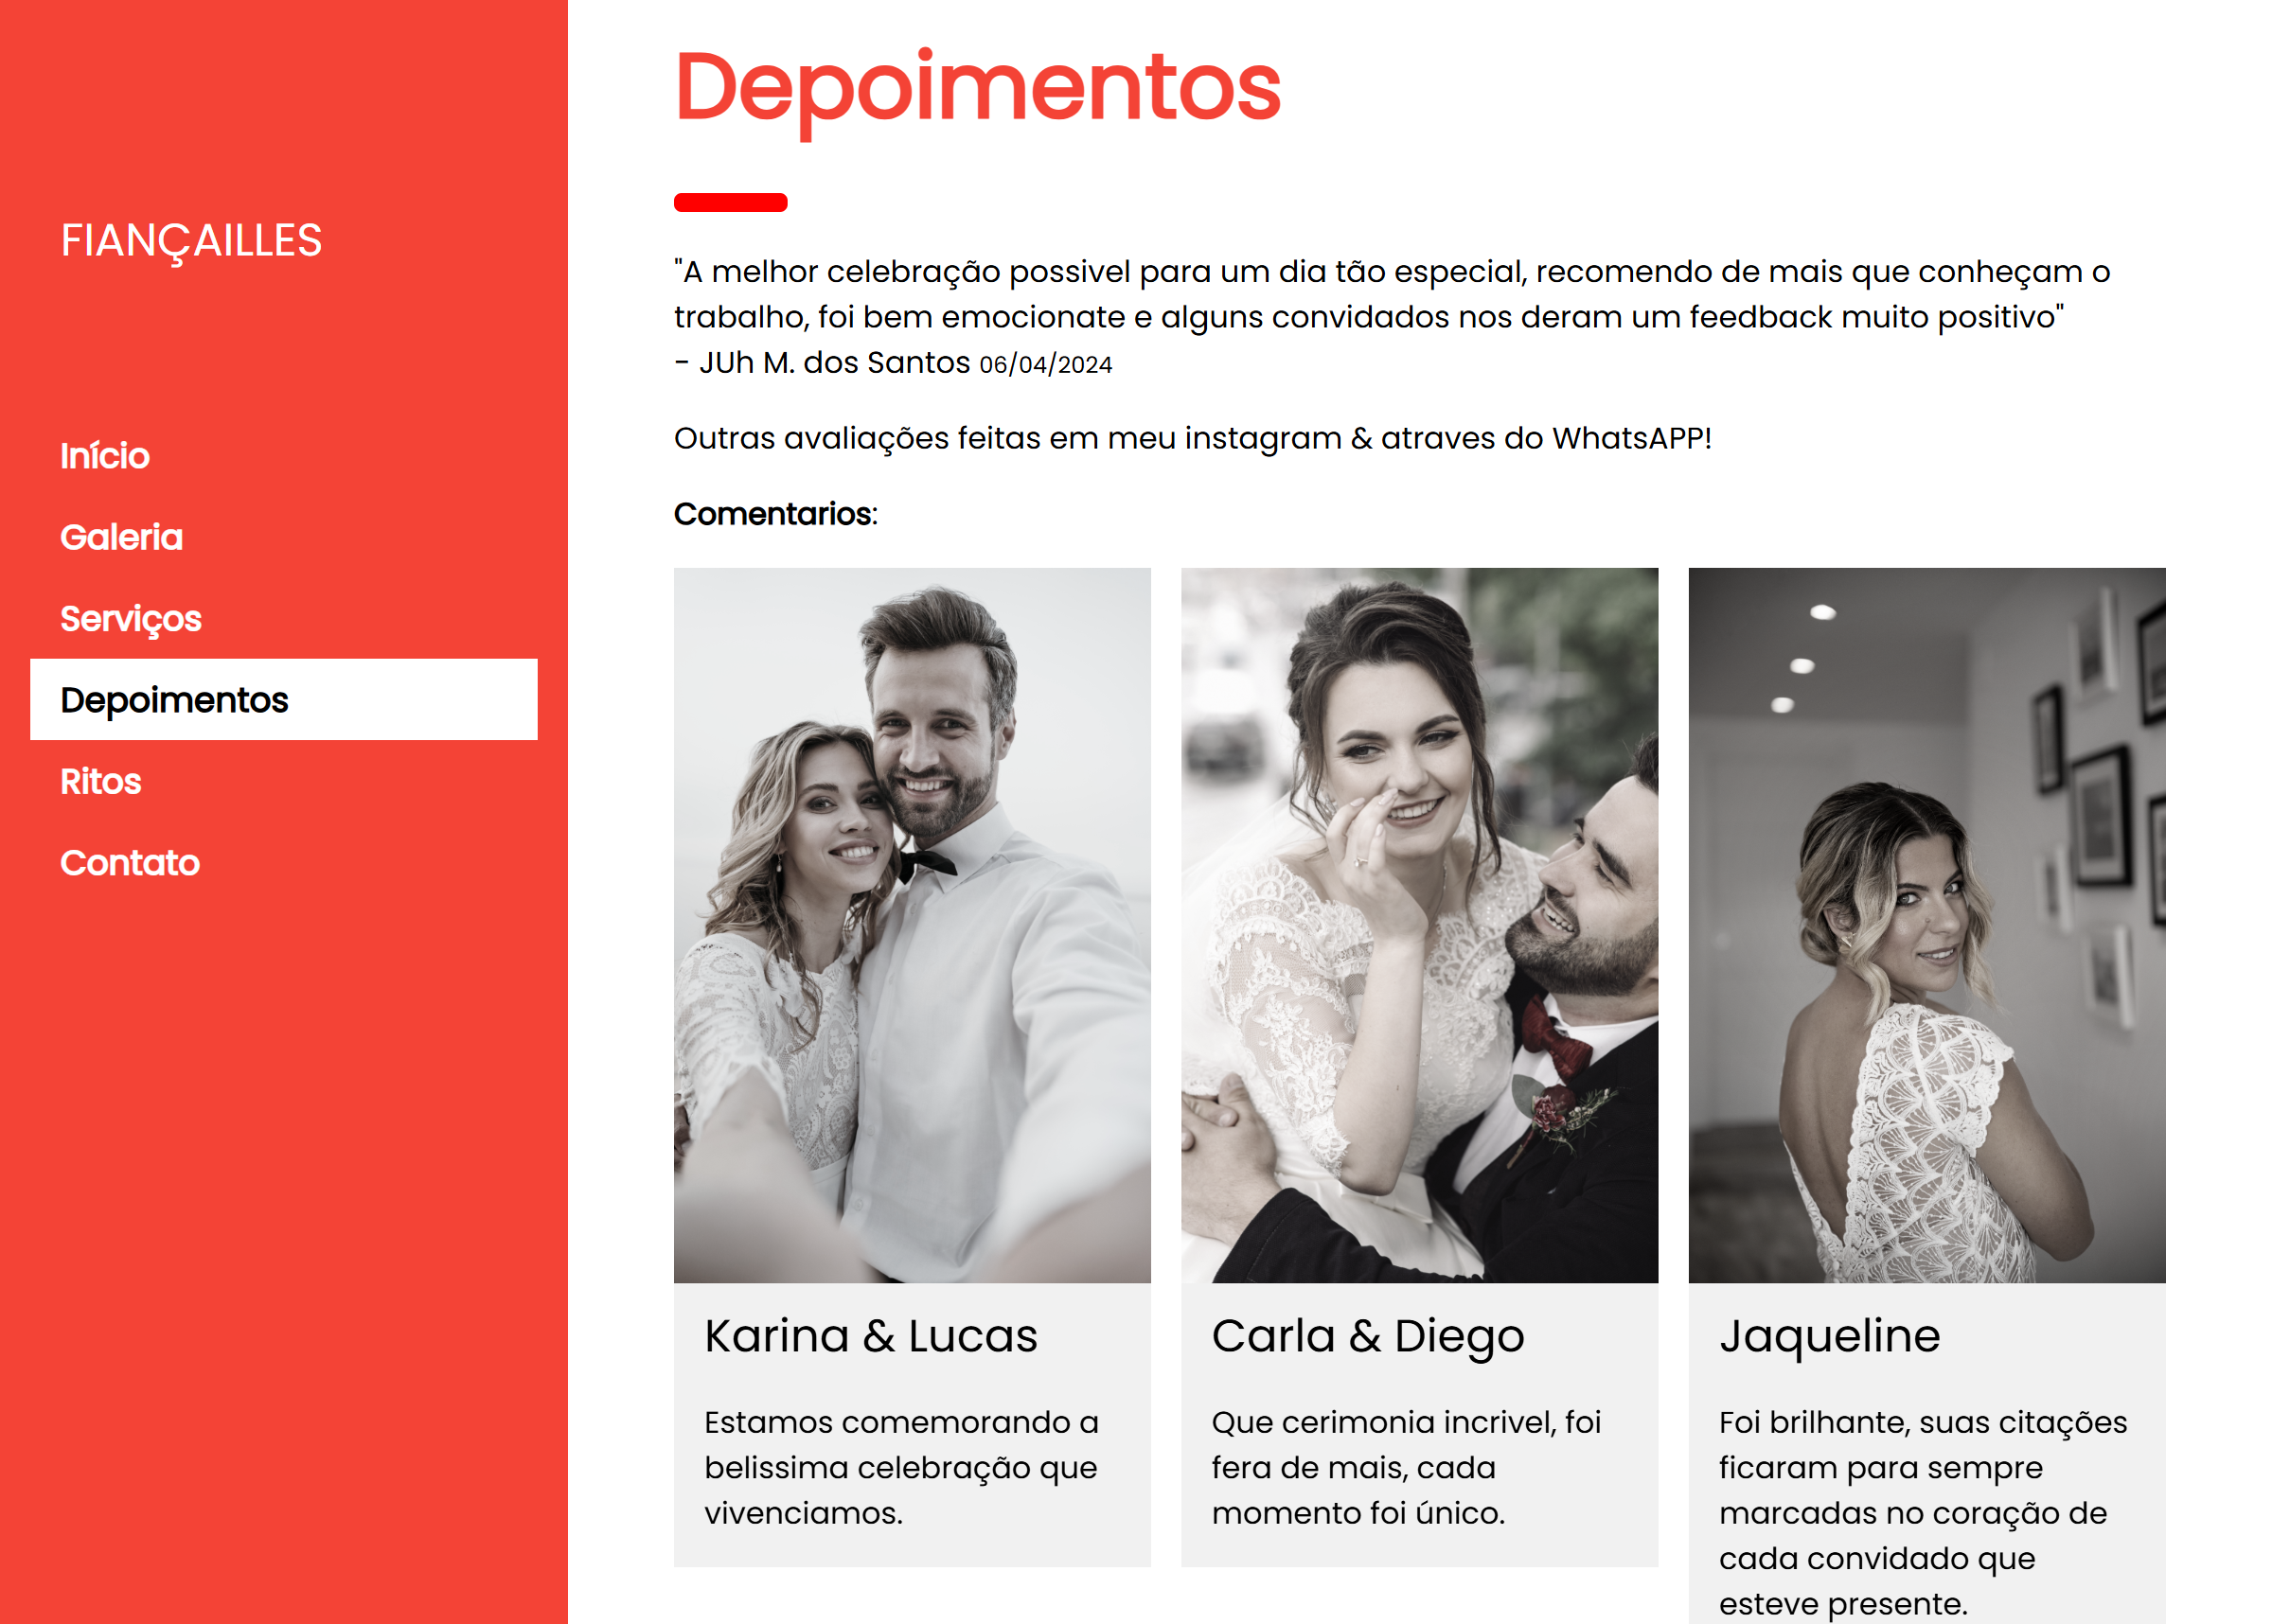 FIANÇAILLES
Início
Galeria
Serviços
Depoimentos
Ritos
Contato
Depoimentos
"A melhor celebração possivel para um dia tão especial, recomendo de mais que conheçam o
trabalho, foi bem emocionate e alguns convidados nos deram um feedback muito positivo"
- JUh M. dos Santos 06/04/2024
Outras avaliações feitas em meu instagram & atraves do WhatsAPP!
Comentarios:
Karina & Lucas
Estamos comemorando a
belissima celebração que
vivenciamos.
Carla & Diego
Que cerimonia incrivel, foi
fera de mais, cada
momento foi único.
Jaqueline
Foi brilhante, suas citações
ficaram para sempre
marcadas no coração de
cada convidado que
esteve presente.